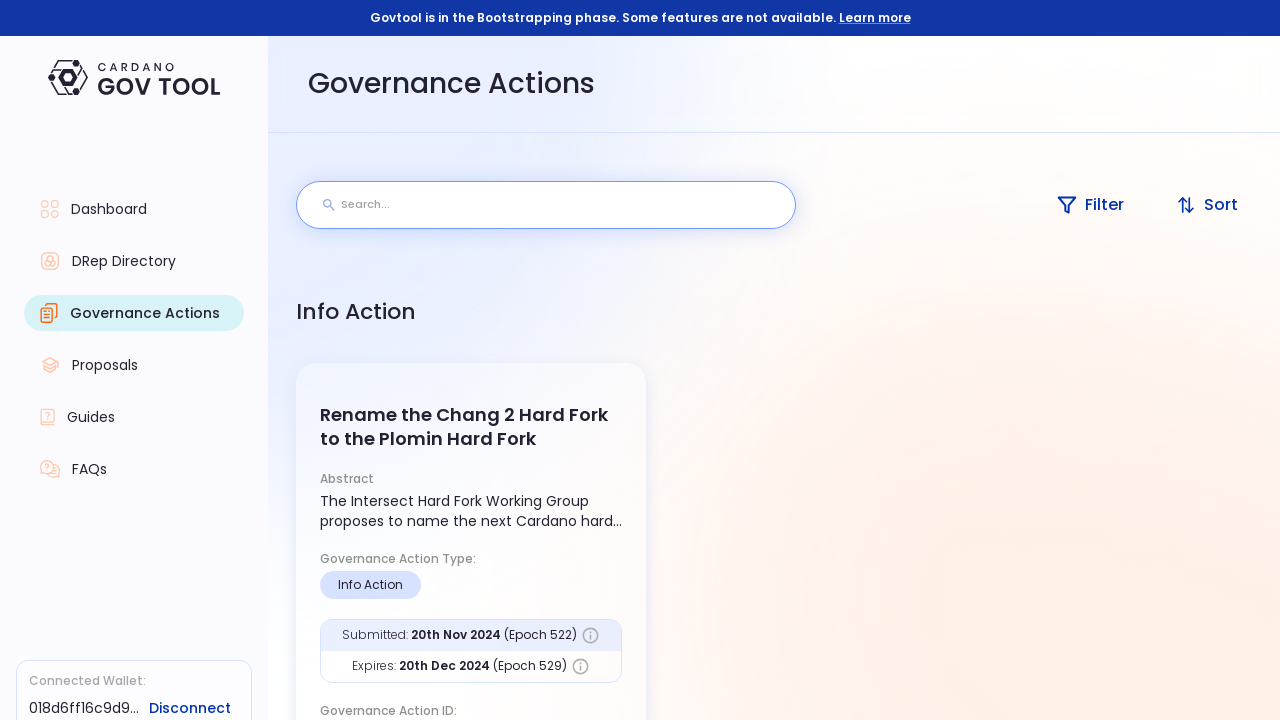 Govtool is in the Bootstrapping phase. Some features are not available. Learn more
CARDANO
GOV TOOL
Dashboard
DRep Directory
Governance Actions
Proposals
Guides
FAQs
Connected Wallet:
018d6ff16c9d9... Disconnect
Governance Actions
Search...
Filter
Sort
Info Action
Rename the Chang 2 Hard Fork
to the Plomin Hard Fork
Abstract
The Intersect Hard Fork Working Group
proposes to name the next Cardano hard...
Governance Action Type:
Info Action
Submitted: 20th Nov 2024 (Epoch 522)
Expires: 20th Dec 2024 (Epoch 529)
Governance Action ID: